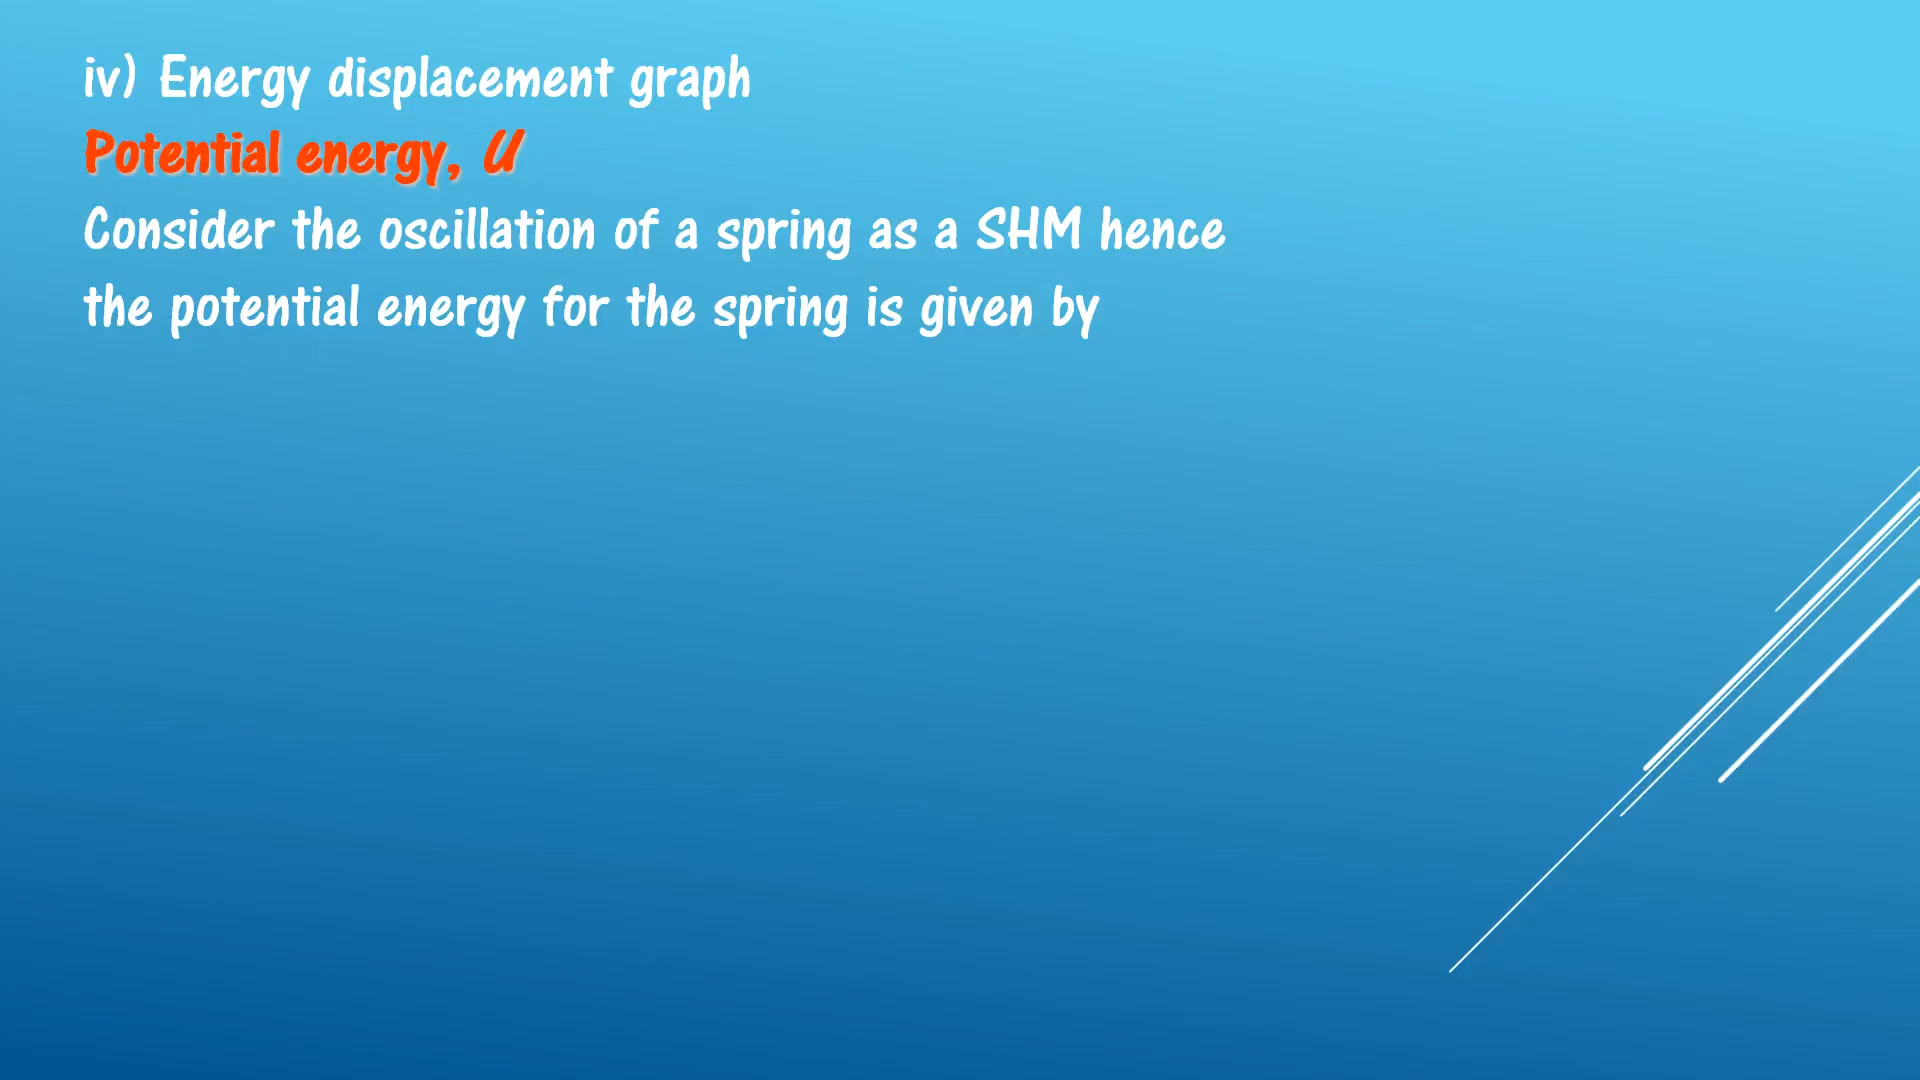 iv) Energy displacement graph
Potential energy, U
Consider the oscillation of a spring as a SHM hence
the potential energy for the spring is given by